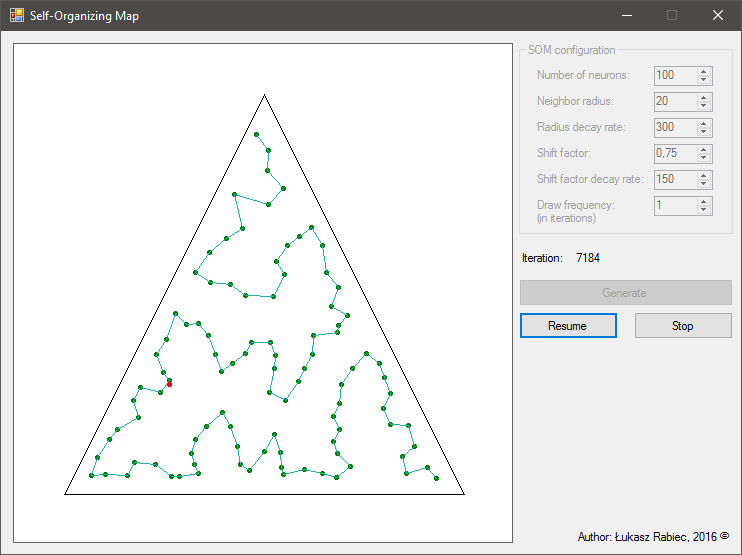 Self-Organizing Map
SOM configuration
Number of neurons: 100
Neighbor radius: 20
Radius decay rate: 300
Shift factor: 0,75
Shift factor decay rate: 150
Draw frequency: 1
(in iterations)
Iteration: 7184
Generate
Resume Stop
Author: Łukasz Rabiec, 2016 ©